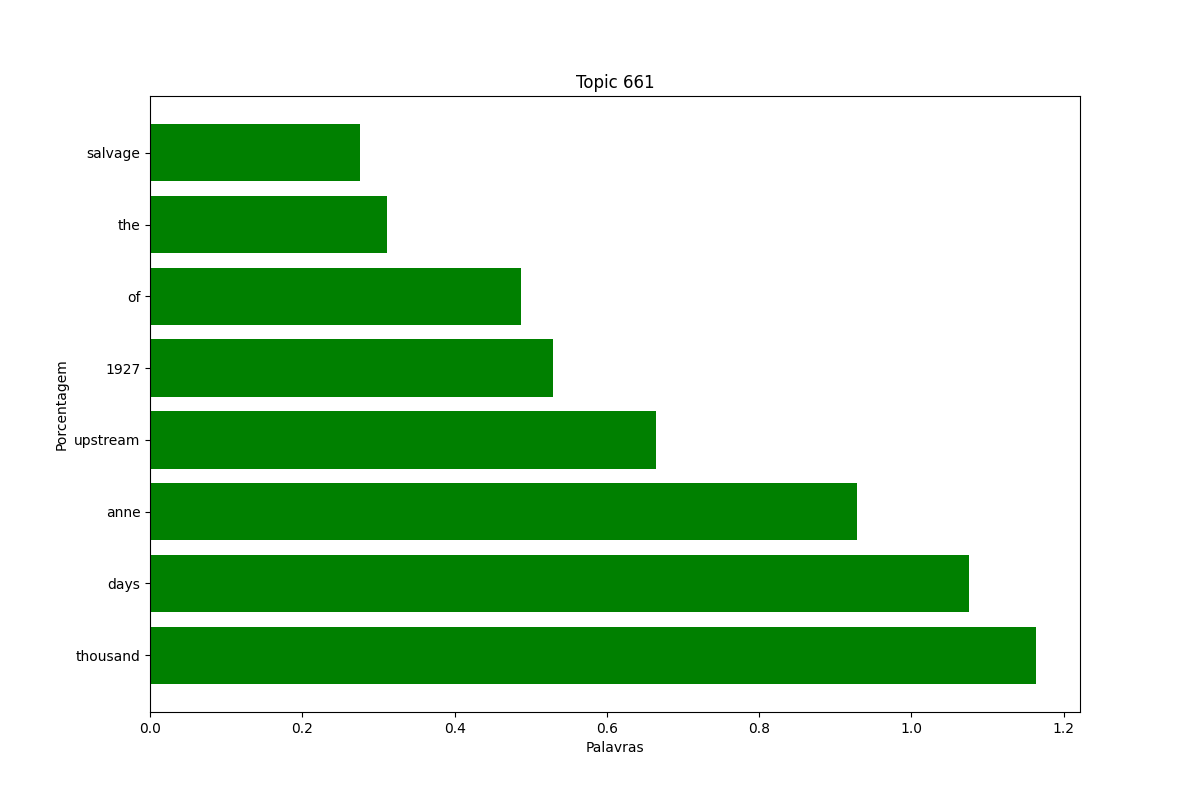 Topic 661
salvage
the
of
1927
upstream
anne
days
thousand
Porcentagem
0.0 0.2 0.4 0.6 0.8 1.0 1.2
Palavras